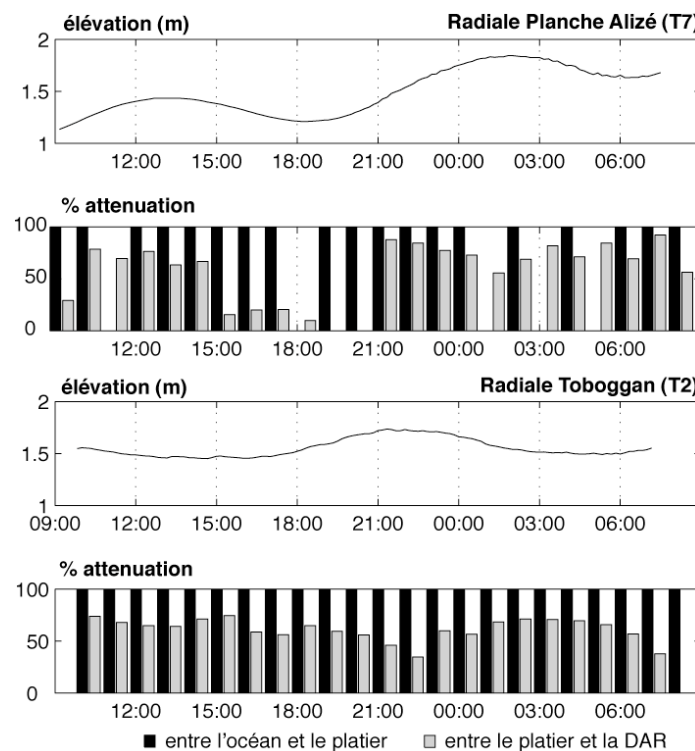 élévation (m) Radiale Planche Alizé (T7)
2
1.5
1
12:00 15:00 18:00 21:00 00:00 03:00 06:00
% attenuation
100
50
0
12:00 15:00 18:00 21:00 00:00 03:00 06:00
élévation (m) Radiale Toboggan (T2)
2
1.5
1
09:00 12:00 15:00 18:00 21:00 00:00 03:00 06:00
% attenuation
100
50
0
12:00 15:00 18:00 21:00 00:00 03:00 06:00
entre l'océan et le platier entre le platier et la DAR